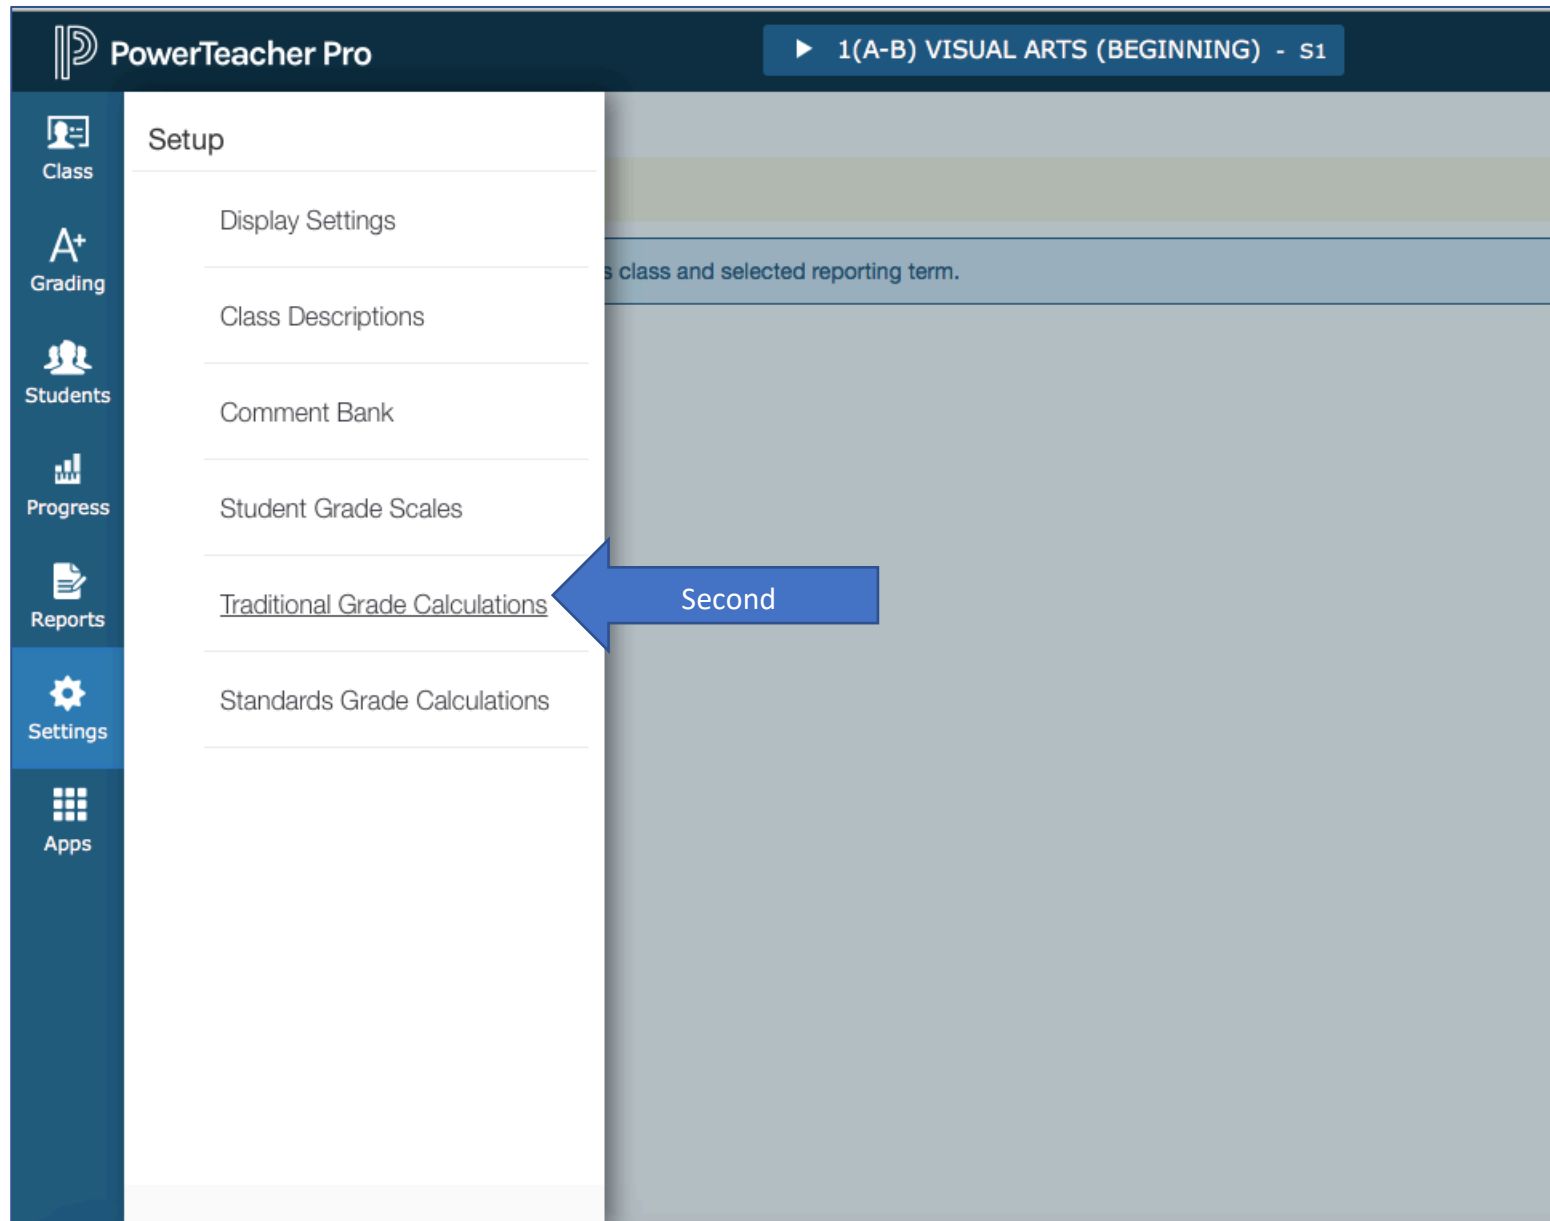 PowerTeacher Pro
1(A-B) VISUAL ARTS (BEGINNING) - S1
Class
Grading
Students
Progress
Reports
Settings
Apps
Setup
Display Settings
Class Descriptions
Comment Bank
Student Grade Scales
Traditional Grade Calculations
Standards Grade Calculations
s class and selected reporting term.
Second